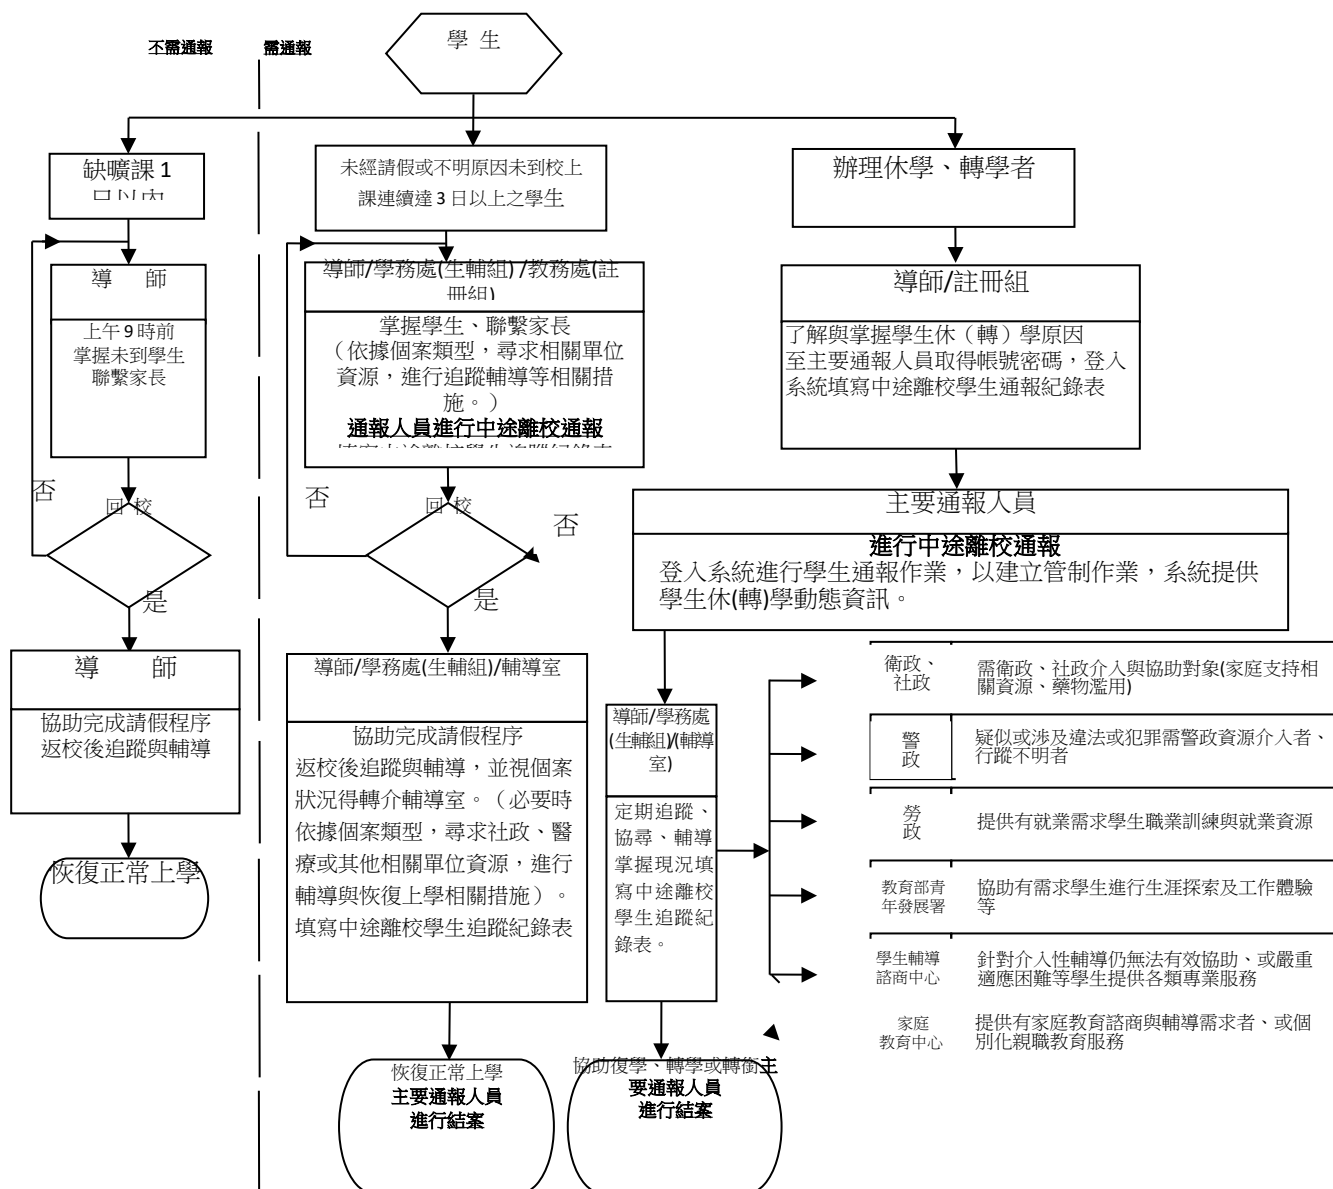 不需通報
需通報
學 生
缺曠課 1
未經請假或不明原因未到校上
課連續達 3 日以上之學生
辦理休學、轉學者
導 師
上午 9 時前
掌握未到學生
聯繫家長
導師/學務處(生輔組) /教務處(註
冊組)
掌握學生、聯繫家長
（依據個案類型，尋求相關單位
資源，進行追蹤輔導等相關措
施。）
通報人員進行中途離校通報
導師/註冊組
了解與掌握學生休（轉）學原因
至主要通報人員取得帳號密碼，登入
系統填寫中途離校學生通報紀錄表
否
回 校
是
否
回 校
否
是
主要通報人員
進行中途離校通報
登入系統進行學生通報作業，以建立管制作業，系統提供
學生休(轉)學動態資訊。
導 師
協助完成請假程序
返校後追蹤與輔導
恢復正常上學
導師/學務處(生輔組)/輔導室
協助完成請假程序
返校後追蹤與輔導，並視個案
狀況得轉介輔導室。（必要時
依據個案類型，尋求社政、醫
療或其他相關單位資源，進行
輔導與恢復上學相關措施）。
填寫中途離校學生追蹤紀錄表
恢復正常上學
主要通報人員
進行結案
導師/學務處
(生輔組)/(輔導
室)
定期追蹤、
協尋、輔導
掌握現況填
寫中途離校
學生追蹤紀
錄表。
協助復學、轉學或轉銜主
要通報人員
進行結案
衛政、
社政
需衛政、社政介入與協助對象(家庭支持相
關資源、藥物濫用)
警
政
疑似或涉及違法或犯罪需警政資源介入者、
行蹤不明者
勞
政
提供有就業需求學生職業訓練與就業資源
教育部青
年發展署
協助有需求學生進行生涯探索及工作體驗
等
學生輔導
諮商中心
針對介入性輔導仍無法有效協助、或嚴重
適應困難等學生提供各類專業服務
家庭
教育中心
提供有家庭教育諮商與輔導需求者、或個
別化親職教育服務